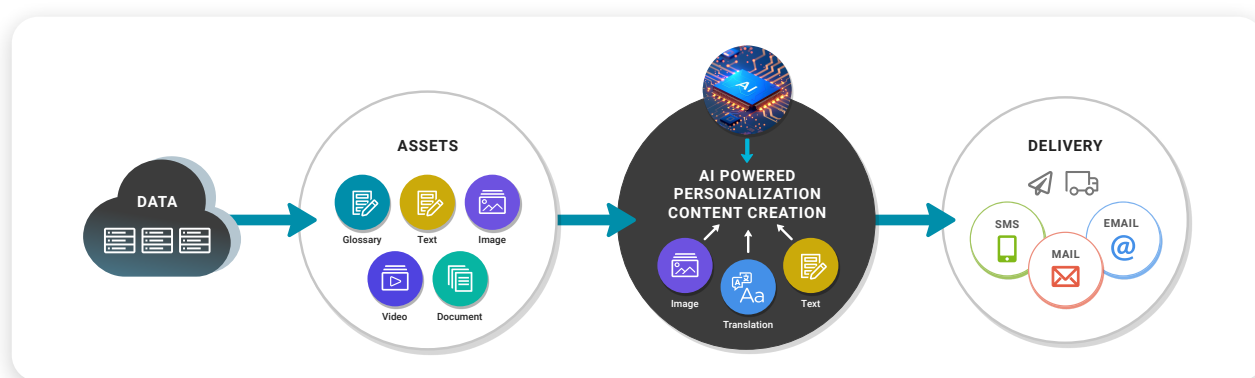 DATA
ASSETS
Glossary
Text
Image
Video
Document
AI
AI POWERED
PERSONALIZATION
CONTENT CREATION
Image
A
Aa
Translation
Text
DELIVERY
SMS
EMAIL
@
MAIL